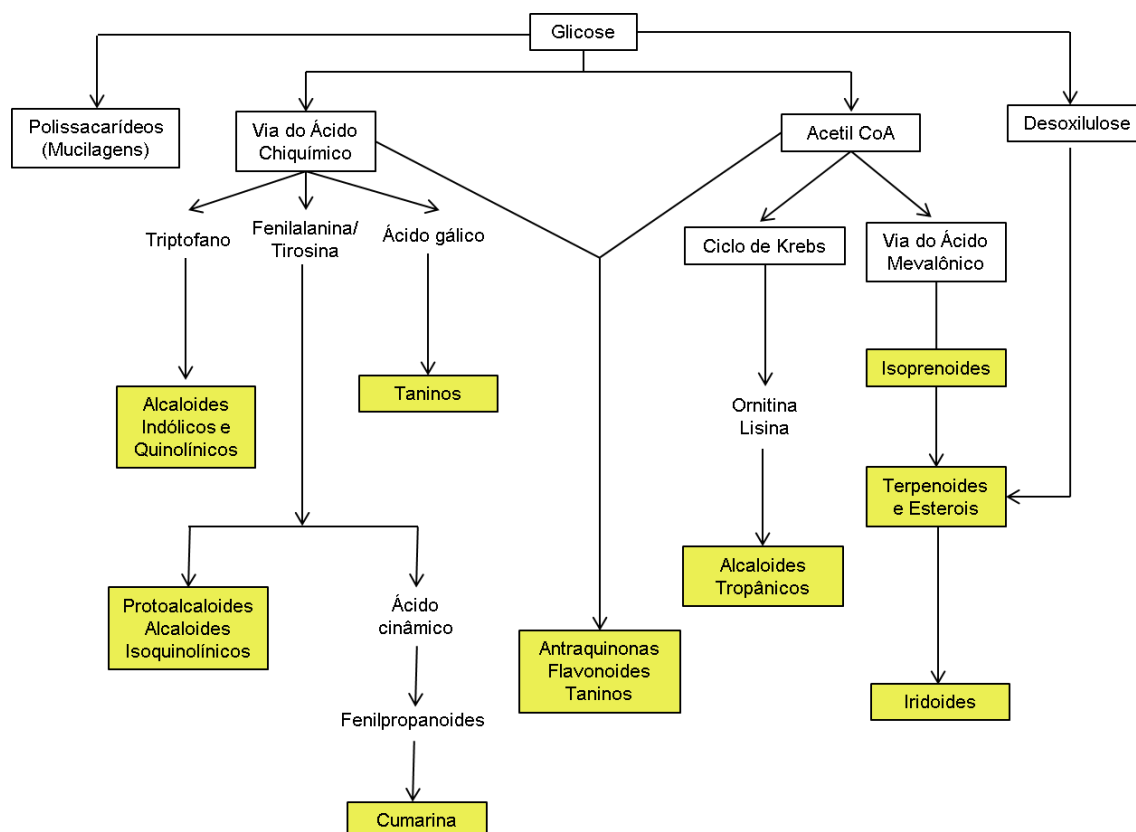 Glicose
Polissacarídeos
(Mucilagens)
Via do Ácido
Chiquímico
Acetil CoA
Desoxilulose
Triptofano
Fenilalanina/
Tirosina
Ácido gálico
Ciclo de Krebs
Via do Ácido
Mevalônico
Alcaloides
Indólicos e
Quinolínicos
Taninos
Isoprenoides
Ornitina
Lisina
Terpenoides
e Esterois
Protoalcaloides
Alcaloides
Isoquinolínicos
Ácido
cinâmico
Alcaloides
Tropânicos
Antraquinonas
Flavonoides
Taninos
Iridoides
Fenilpropanoides
Cumarina